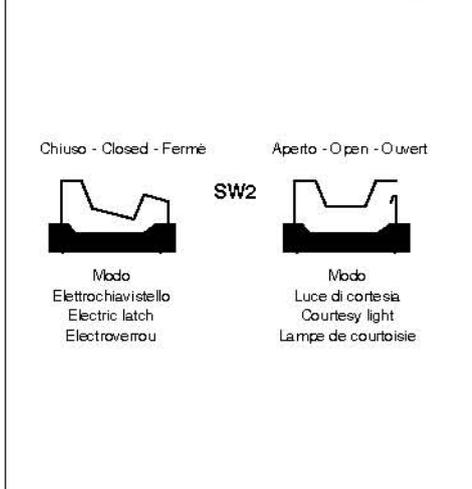 Chiuso - Closed - Fermè
Aperto - Open - Ouvert
SW2
Modo
Elettrochiavistello
Electric latch
Electroverrou
Modo
Luce di cortesia
Courtesy light
Lampe de courtoisie